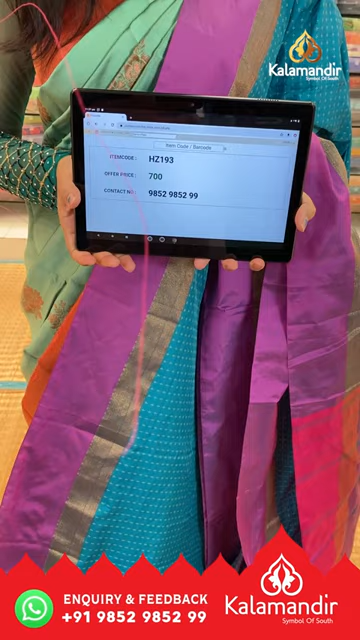 Kalamandir
Symbol Of South
Item Code / Barcode
ITEMCODE : HZ193
OFFER PRICE : 700
CONTACT NO : 9852 9852 99
ENQUIRY & FEEDBACK
+91 9852 9852 99
Kalamandir
Symbol Of South